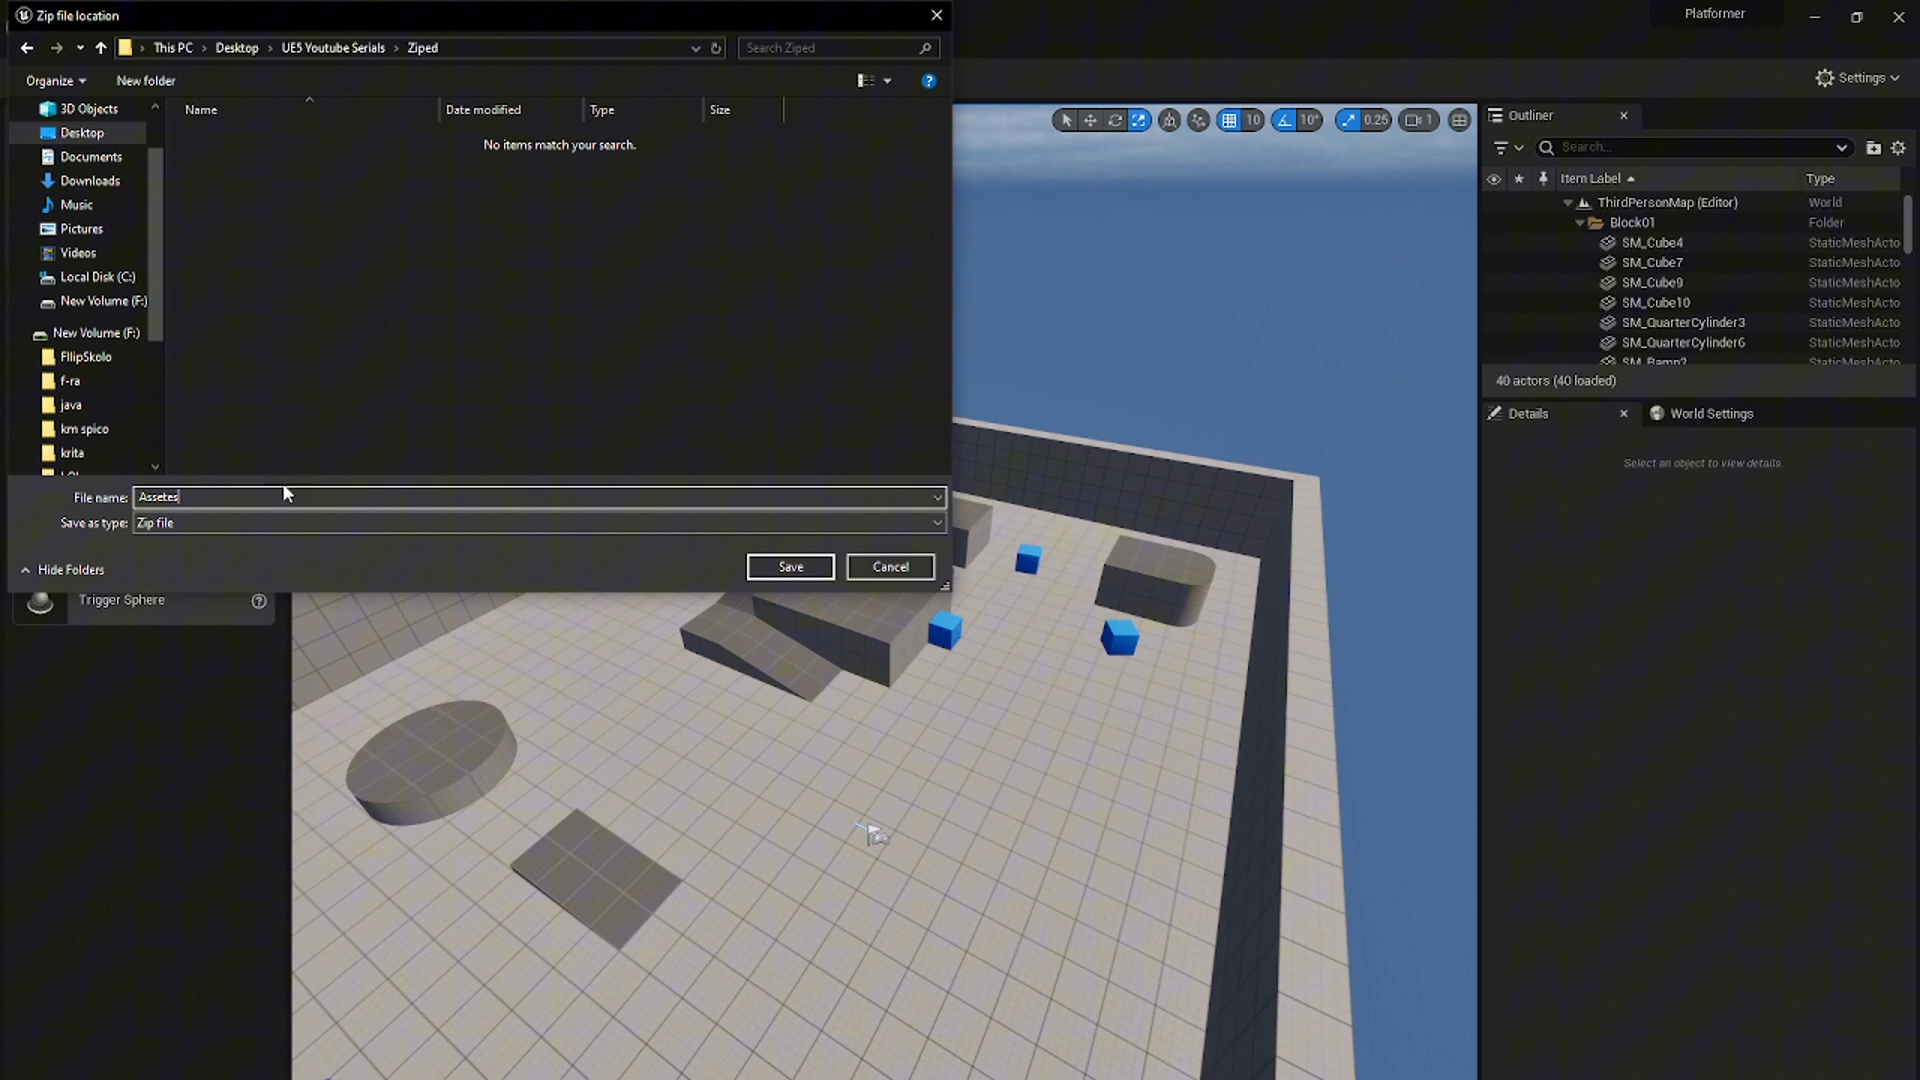 Zip file location
Platformer
This PC > Desktop > UE5 Youtube Serials > Ziped
Search Ziped
Organize
New folder
Settings
3D Objects
Desktop
Documents
Downloads
Music
Pictures
Videos
Local Disk (C:)
New Volume (F:)
New Volume (F:)
FllipSkolo
f-ra
java
km spico
krita
Name
Date modified
Type
Size
No items match your search.
10
10°
0.25
1
Outliner
Search...
Item Label
Type
ThirdPersonMap (Editor)
World
Block01
Folder
SM_Cube4
StaticMeshActo
SM_Cube7
StaticMeshActo
SM_Cube9
StaticMeshActo
SM_Cube10
StaticMeshActo
SM_QuarterCylinder3
StaticMeshActo
SM_QuarterCylinder6
StaticMeshActo
SM_Ramp2
StaticMeshActo
40 actors (40 loaded)
Details
World Settings
Select an object to view details.
File name:
Assetes
Save as type:
Zip file
Hide Folders
Save
Cancel
Trigger Sphere